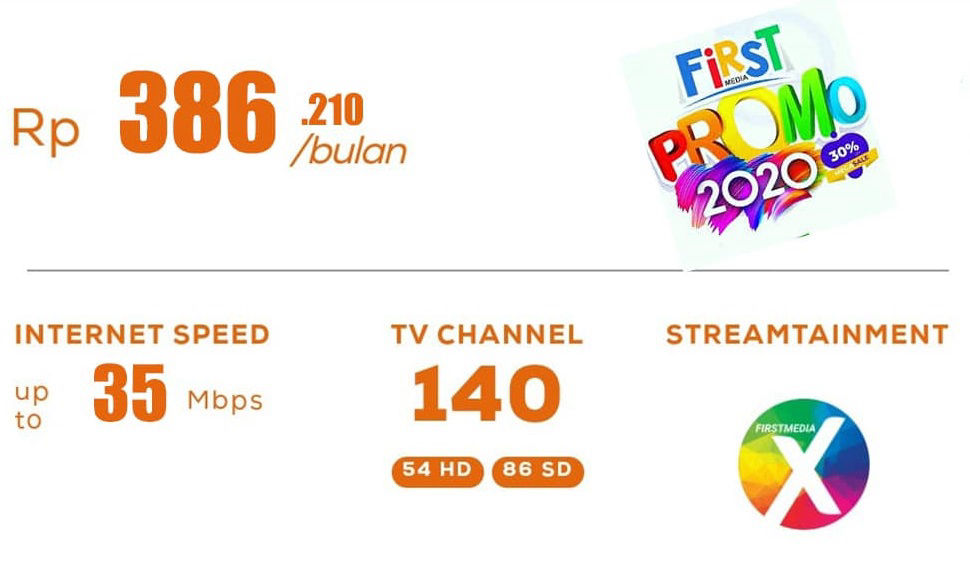 Rp 386 .210
/bulan
FiRST
MEDIA
PROMO
2020
30%
SALE
INTERNET SPEED
up to 35 Mbps
TV CHANNEL
140
54 HD 86 SD
STREAMTAINMENT
FIRSTMEDIA
X